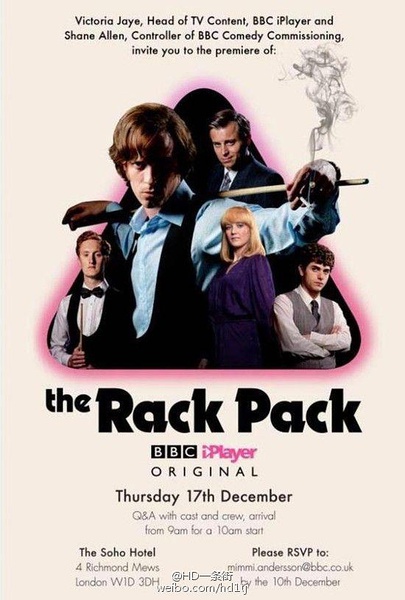 Victoria Jaye, Head of TV Content, BBC iPlayer and
Shane Allen, Controller of BBC Comedy Commissioning,
invite you to the premiere of:
the Rack Pack
BBC iPlayer
ORIGINAL
Thursday 17th December
Q&A with cast and crew, arrival
from 9am for a 10am start
The Soho Hotel
4 Richmond Mews
London W1D 3DH
Please RSVP to:
mimmi.andersson@bbc.co.uk
by the 10th December
@HD一条街
weibo.com/hd1tj